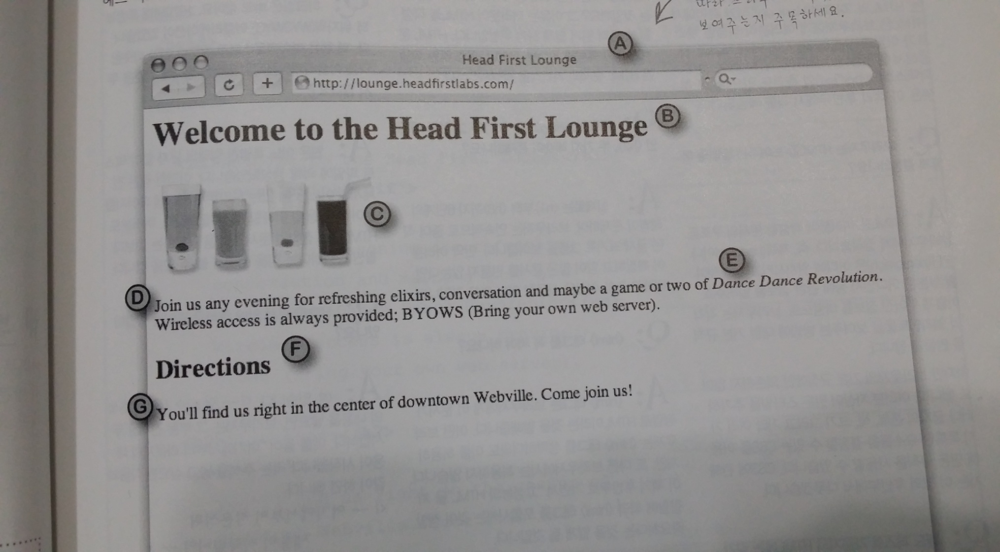 보여주는지 주목하세요.
A
Head First Lounge
http://lounge.headfirstlabs.com/
Welcome to the Head First Lounge B
C
E
D Join us any evening for refreshing elixirs, conversation and maybe a game or two of Dance Dance Revolution.
Wireless access is always provided; BYOWS (Bring your own web server).
F
Directions
G You'll find us right in the center of downtown Webville. Come join us!